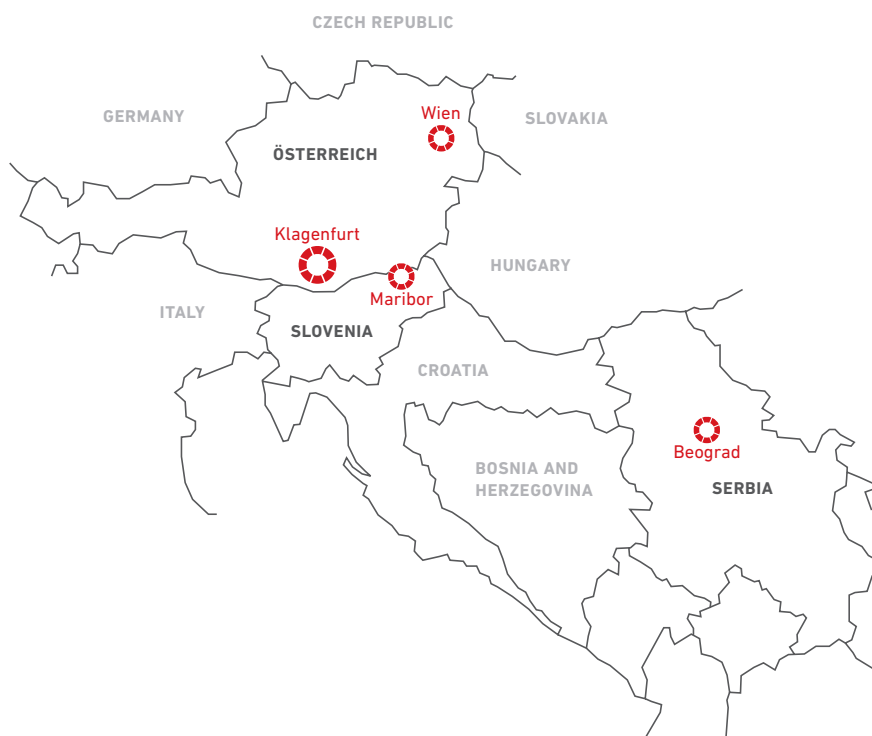 CZECH REPUBLIC
GERMANY
Wien
SLOVAKIA
ÖSTERREICH
Klagenfurt
HUNGARY
Maribor
ITALY
SLOVENIA
CROATIA
Beograd
BOSNIA AND
HERZEGOVINA
SERBIA